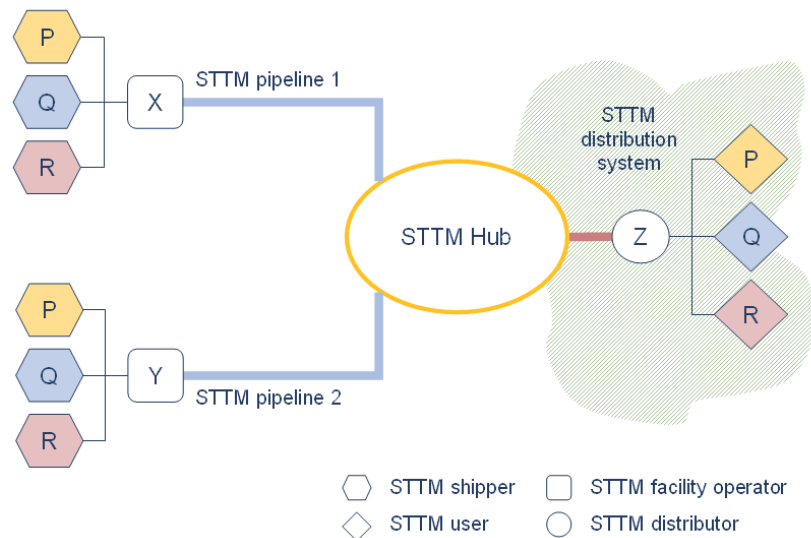 P
Q
R
X
STTM pipeline 1
STTM Hub
STTM
distribution
system
Z
P
Q
R
P
Q
R
Y
STTM pipeline 2
STTM shipper
STTM facility operator
STTM user
STTM distributor